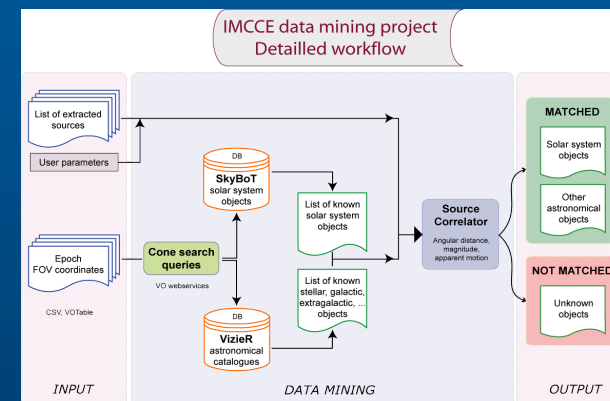 IMCCE data mining project
Detailled workflow
List of extracted
sources
User parameters
Epoch
FOV coordinates
CSV, VOTable
INPUT
Cone search
queries
VO webservices
DB
SkyBoT
solar system
objects
DB
VizieR
astronomical
catalogues
List of known
solar system
objects
List of known
stellar, galactic,
extragalactic, ...
objects
Source
Correlator
Angular distance,
magnitude,
apparent motion
DATA MINING
MATCHED
Solar system
objects
Other
astronomical
objects
NOT MATCHED
Unknown
objects
OUTPUT